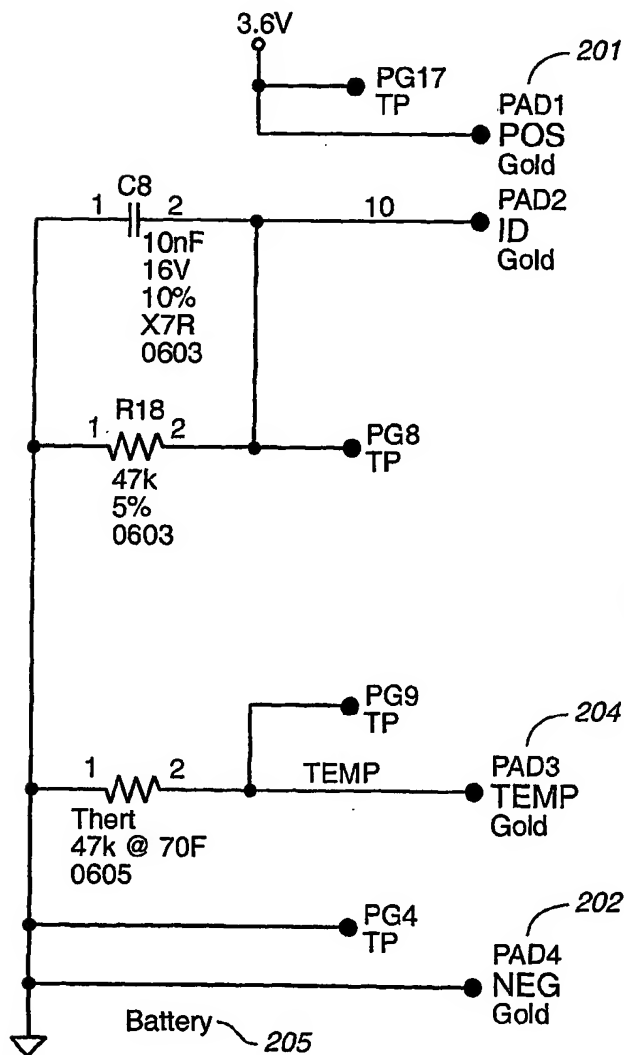 3.6V
201
PG17
TP
PAD1
POS
Gold
C8
1 2
10nF
16V
10%
X7R
0603
10
PAD2
ID
Gold
R18
1 2
47k
5%
0603
PG8
TP
PG9
TP
204
1 2
Thert
47k @ 70F
0605
TEMP
PAD3
TEMP
Gold
PG4
TP
202
PAD4
NEG
Gold
Battery 205